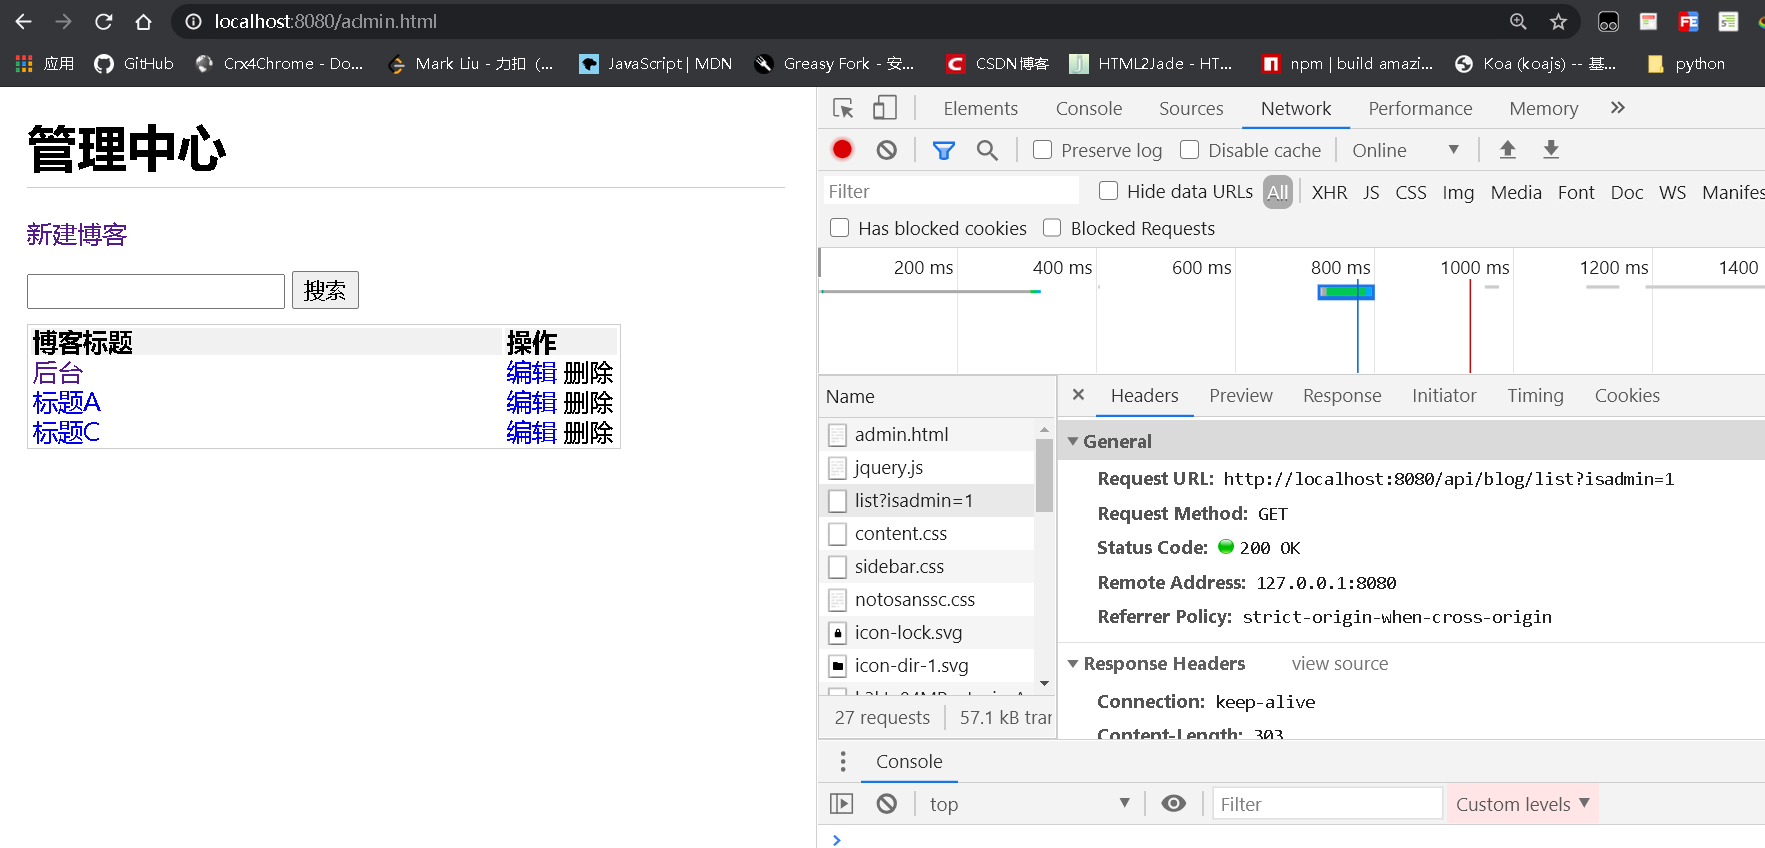 localhost:8080/admin.html
应用 GitHub Crx4Chrome - Do... Mark Liu - 力扣（... JavaScript | MDN Greasy Fork - 安... CSDN博客 HTML2Jade - HT... npm | build amazi... Koa (koajs) -- 基... python
管理中心
新建博客
搜索
博客标题 操作
后台 编辑 删除
标题A 编辑 删除
标题C 编辑 删除
Elements Console Sources Network Performance Memory
Preserve log Disable cache Online
Filter Hide data URLs All XHR JS CSS Img Media Font Doc WS Manifes
Has blocked cookies Blocked Requests
200 ms 400 ms 600 ms 800 ms 1000 ms 1200 ms 1400
Name
admin.html
jquery.js
list?isadmin=1
content.css
sidebar.css
notosanssc.css
icon-lock.svg
icon-dir-1.svg
27 requests 57.1 kB trar
Headers Preview Response Initiator Timing Cookies
General
Request URL: http://localhost:8080/api/blog/list?isadmin=1
Request Method: GET
Status Code: 200 OK
Remote Address: 127.0.0.1:8080
Referrer Policy: strict-origin-when-cross-origin
Response Headers view source
Connection: keep-alive
Content-Length: 303
Console
top Filter Custom levels